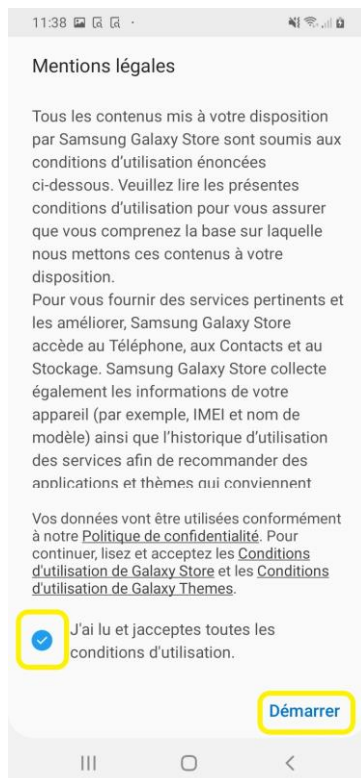 11:38
Mentions légales
Tous les contenus mis à votre disposition
par Samsung Galaxy Store sont soumis aux
conditions d'utilisation énoncées
ci-dessous. Veuillez lire les présentes
conditions d'utilisation pour vous assurer
que vous comprenez la base sur laquelle
nous mettons ces contenus à votre
disposition.
Pour vous fournir des services pertinents et
les améliorer, Samsung Galaxy Store
accède au Téléphone, aux Contacts et au
Stockage. Samsung Galaxy Store collecte
également les informations de votre
appareil (par exemple, IMEI et nom de
modèle) ainsi que l'historique d'utilisation
des services afin de recommander des
applications et thèmes qui conviennent
Vos données vont être utilisées conformément
à notre Politique de confidentialité. Pour
continuer, lisez et acceptez les Conditions
d'utilisation de Galaxy Store et les Conditions
d'utilisation de Galaxy Themes.
J'ai lu et jacceptes toutes les
conditions d'utilisation.
Démarrer